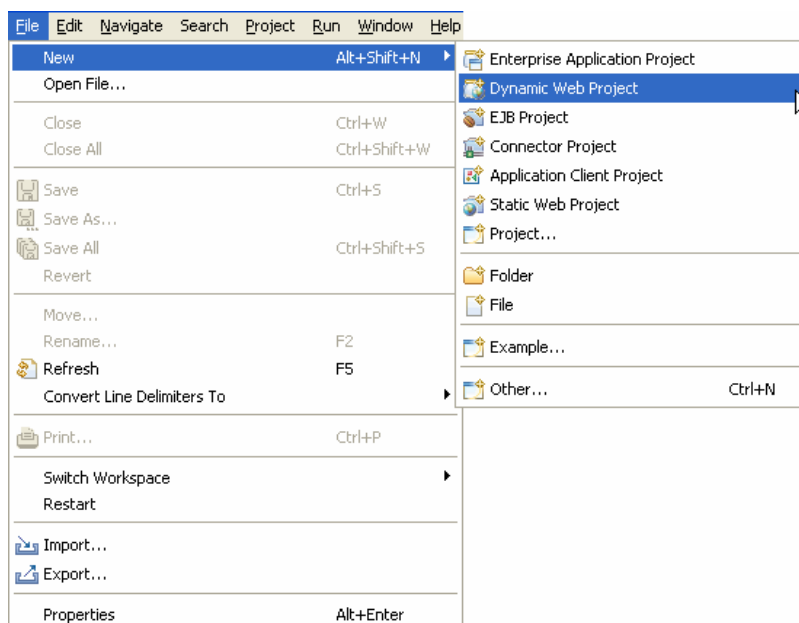 File Edit Navigate Search Project Run Window Help
New Alt+Shift+N
Open File...
Close Ctrl+W
Close All Ctrl+Shift+W
Save Ctrl+S
Save As...
Save All Ctrl+Shift+S
Revert
Move...
Rename... F2
Refresh F5
Convert Line Delimiters To
Print... Ctrl+P
Switch Workspace
Restart
Import...
Export...
Properties Alt+Enter
Enterprise Application Project
Dynamic Web Project
EJB Project
Connector Project
Application Client Project
Static Web Project
Project...
Folder
File
Example...
Other... Ctrl+N